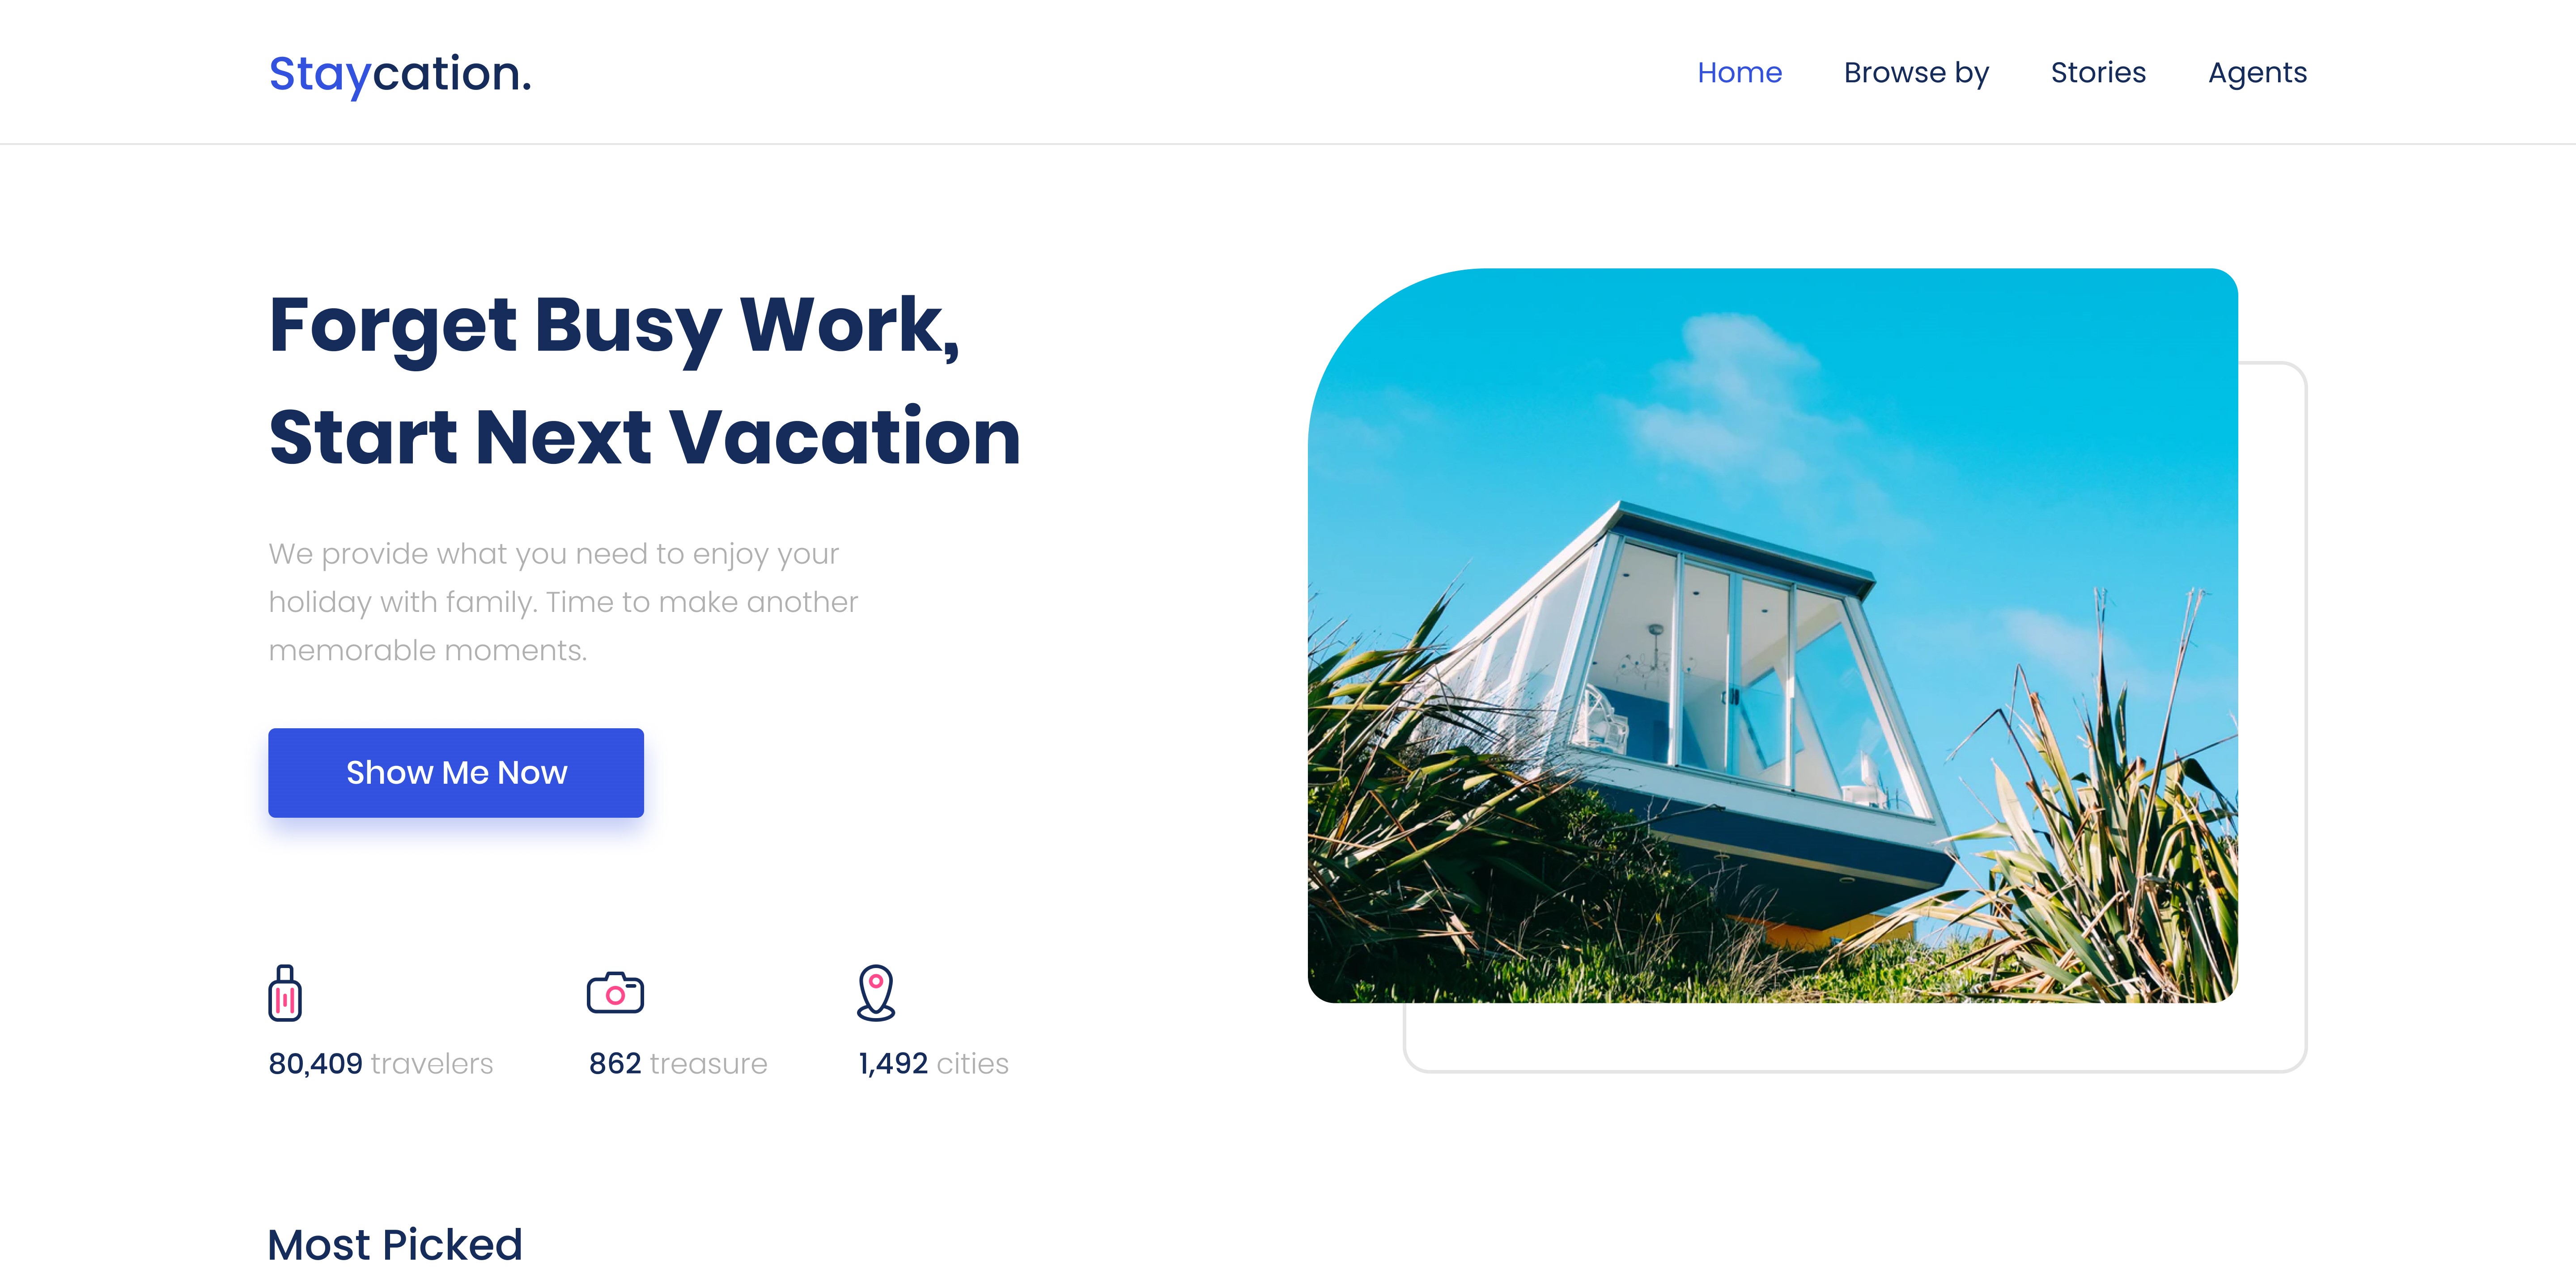 Staycation.
Home Browse by Stories Agents
Forget Busy Work,
Start Next Vacation
We provide what you need to enjoy your
holiday with family. Time to make another
memorable moments.
Show Me Now
80,409 travelers
862 treasure
1,492 cities
Most Picked